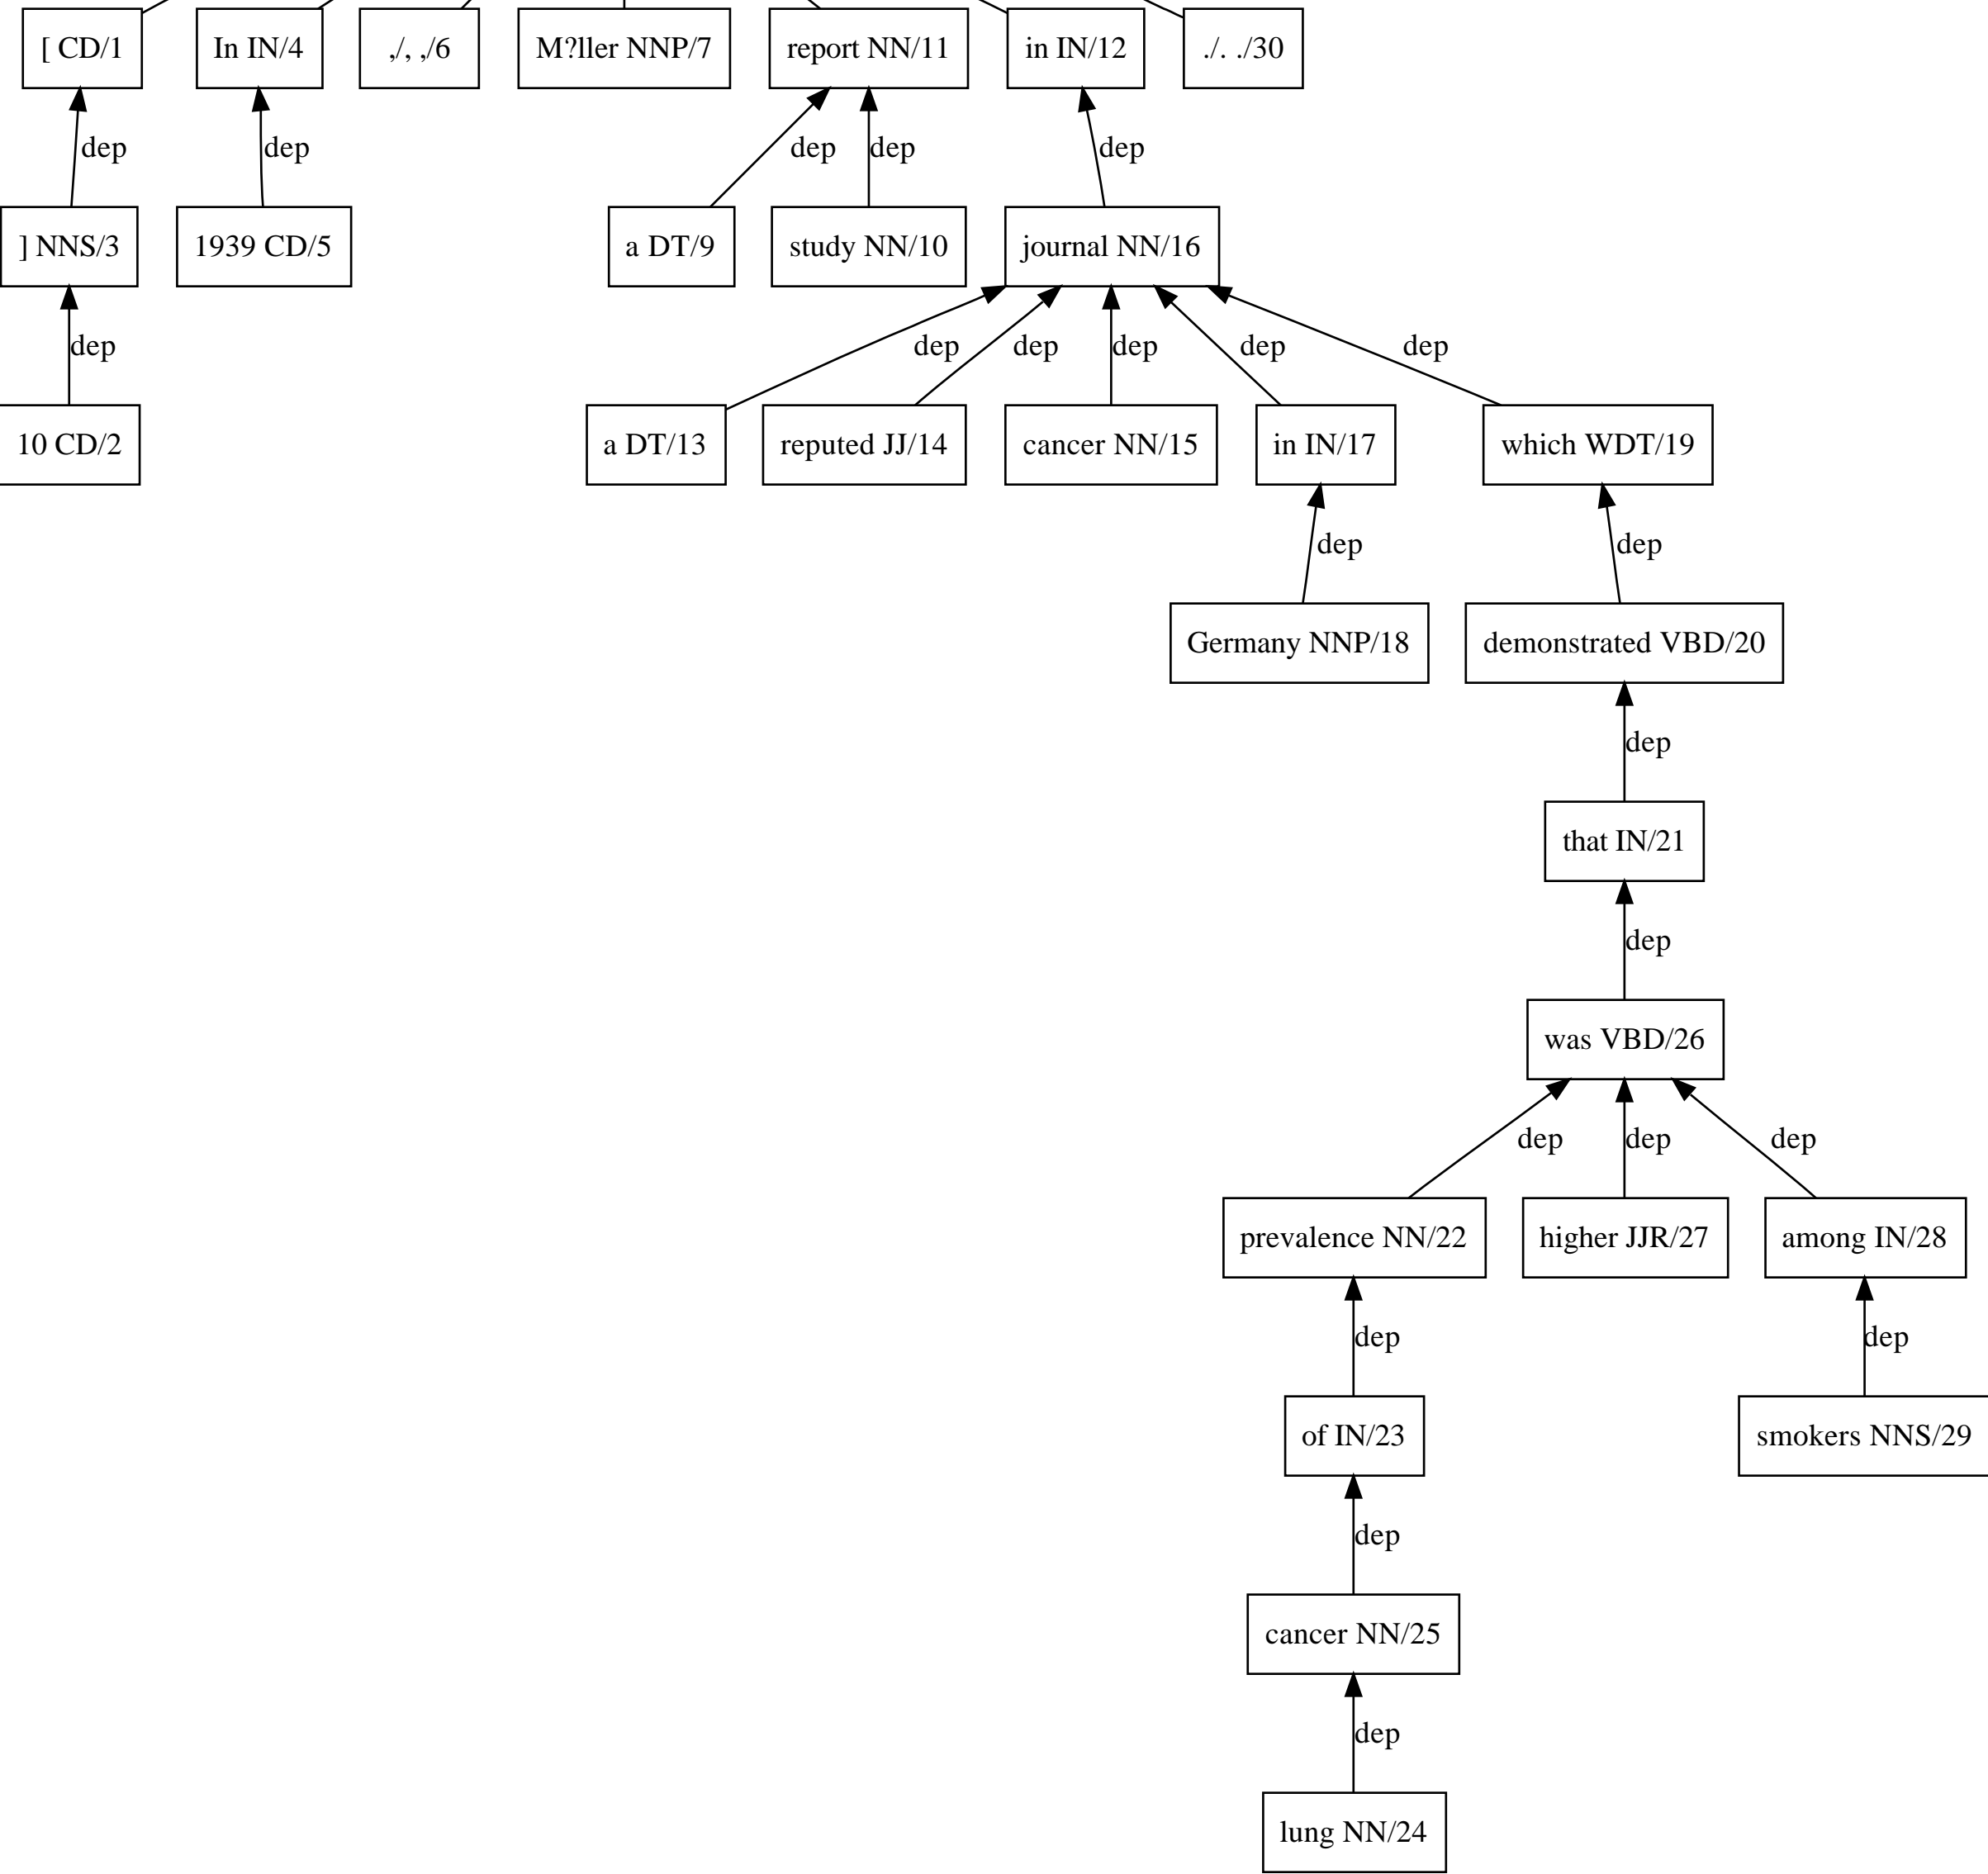 [ CD/1 In IN/4 ,/, ,/6 M?ller NNP/7 report NN/11 in IN/12 ./. ./30
dep dep dep dep dep
] NNS/3 1939 CD/5 a DT/9 study NN/10 journal NN/16
dep dep dep dep dep dep
10 CD/2 a DT/13 reputed JJ/14 cancer NN/15 in IN/17 which WDT/19
dep dep
Germany NNP/18 demonstrated VBD/20
dep
that IN/21
dep
was VBD/26
dep dep dep
prevalence NN/22 higher JJR/27 among IN/28
dep dep
of IN/23 smokers NNS/29
dep
cancer NN/25
dep
lung NN/24